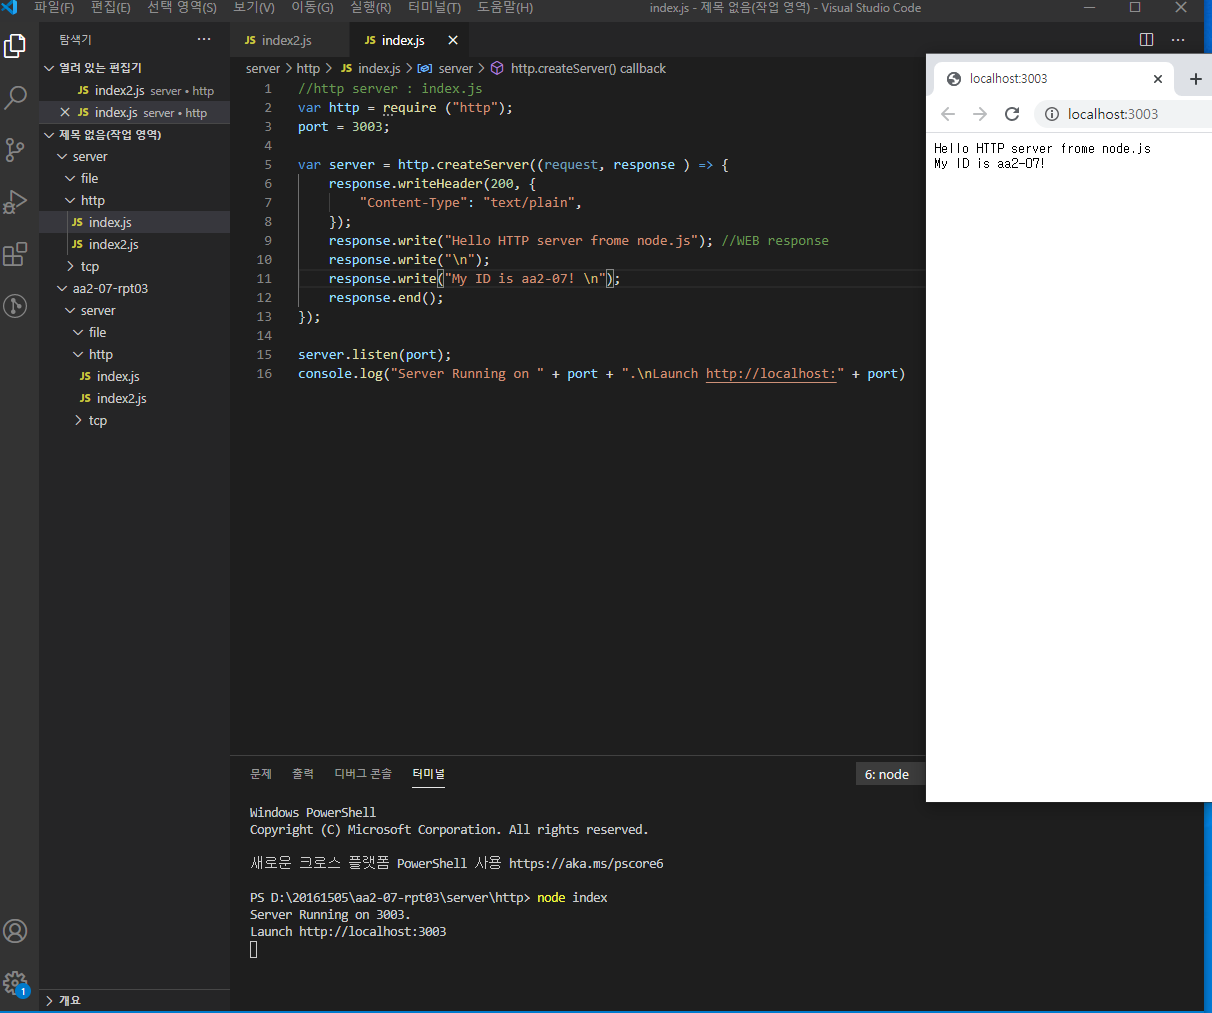 파일(F) 편집(E) 선택 영역(S) 보기(V) 이동(G) 실행(R) 터미널(T) 도움말(H) index.js - 제목 없음(작업 영역) - Visual Studio Code
탐색기 ···
열려 있는 편집기
JS index2.js server • http
JS index.js server • http
제목 없음(작업 영역)
server
file
http
JS index.js
JS index2.js
tcp
aa2-07-rpt03
server
file
http
JS index.js
JS index2.js
tcp
개요
1
JS index2.js JS index.js
server > http > JS index.js > server > http.createServer() callback
1 //http server : index.js
2 var http = require ("http");
3 port = 3003;
4
5 var server = http.createServer((request, response ) => {
6 response.writeHeader(200, {
7 "Content-Type": "text/plain",
8 });
9 response.write("Hello HTTP server frome node.js"); //WEB response
10 response.write("\n");
11 response.write("My ID is aa2-07! \n");
12 response.end();
13 });
14
15 server.listen(port);
16 console.log("Server Running on " + port + ".\nLaunch http://localhost:" + port)
문제 출력 디버그 콘솔 터미널 6: node
Windows PowerShell
Copyright (C) Microsoft Corporation. All rights reserved.
새로운 크로스 플랫폼 PowerShell 사용 https://aka.ms/pscore6
PS D:\20161505\aa2-07-rpt03\server\http> node index
Server Running on 3003.
Launch http://localhost:3003
localhost:3003
localhost:3003
Hello HTTP server frome node.js
My ID is aa2-07!